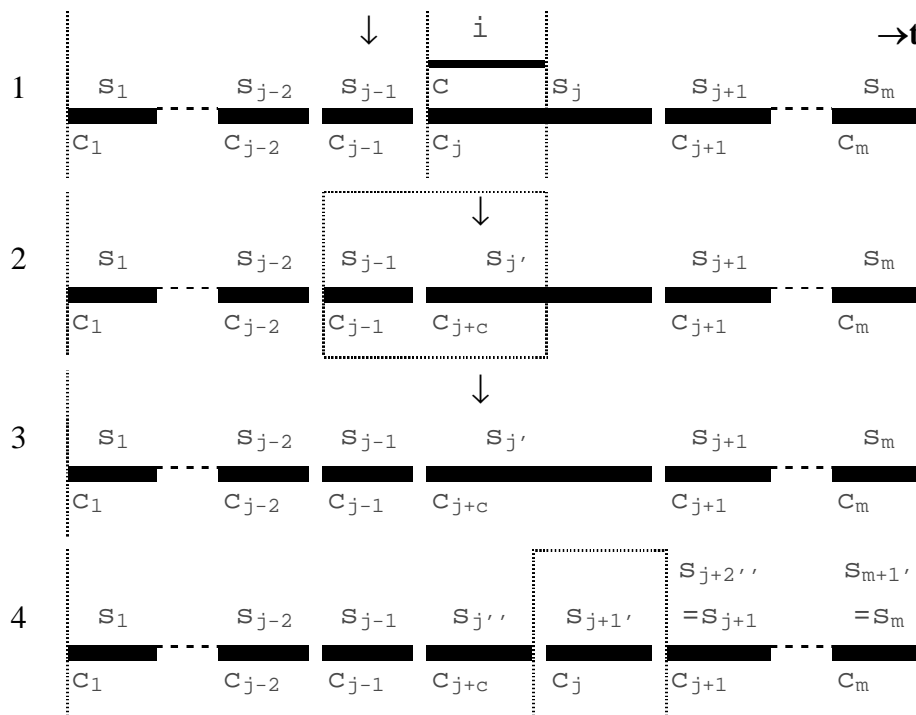 ↓ i →t
1 s₁ sⱼ₋₂ sⱼ₋₁ c sⱼ sⱼ₊₁ sₘ
c₁ cⱼ₋₂ cⱼ₋₁ cⱼ cⱼ₊₁ cₘ
↓
2 s₁ sⱼ₋₂ sⱼ₋₁ sⱼ′ sⱼ₊₁ sₘ
c₁ cⱼ₋₂ cⱼ₋₁ c_{j+c} cⱼ₊₁ cₘ
↓
3 s₁ sⱼ₋₂ sⱼ₋₁ sⱼ′ sⱼ₊₁ sₘ
c₁ cⱼ₋₂ cⱼ₋₁ c_{j+c} cⱼ₊₁ cₘ
sⱼ₊₂′′ sₘ₊₁′
4 s₁ sⱼ₋₂ sⱼ₋₁ sⱼ′′ sⱼ₊₁′ =sⱼ₊₁ =sₘ
c₁ cⱼ₋₂ cⱼ₋₁ c_{j+c} cⱼ cⱼ₊₁ cₘ